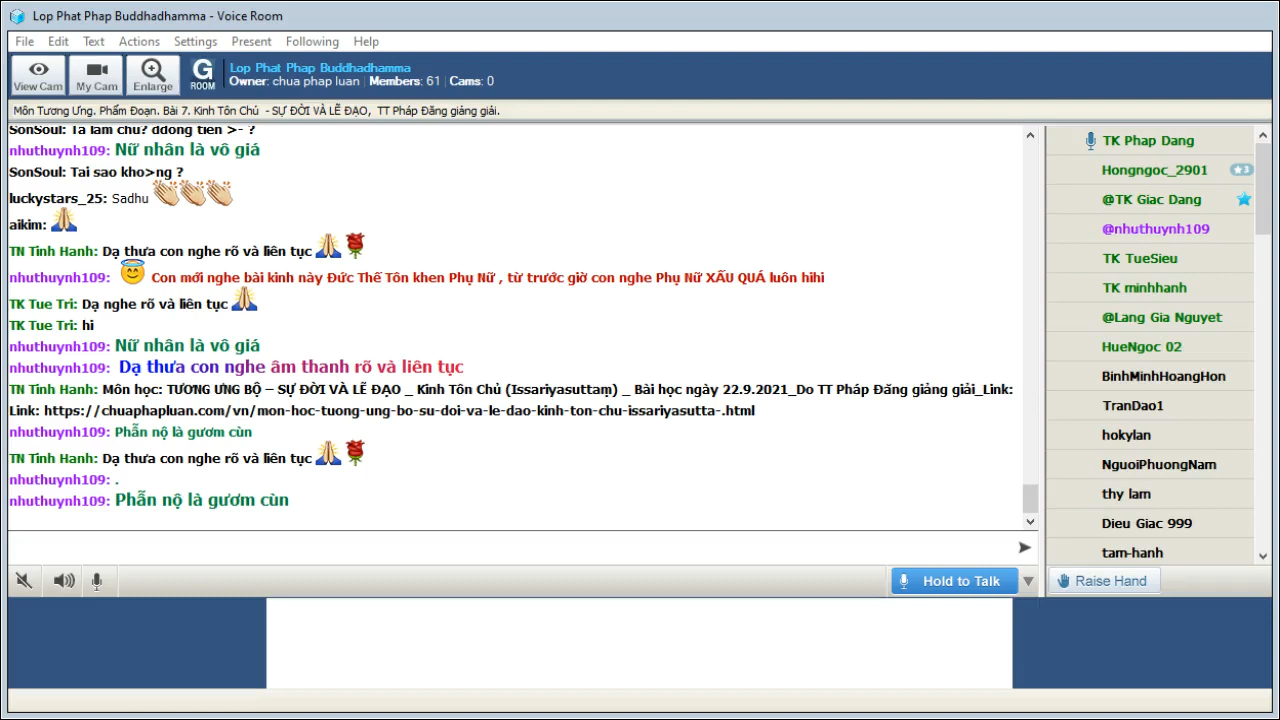 Lop Phat Phap Buddhadhamma - Voice Room
File Edit Text Actions Settings Present Following Help
View Cam My Cam Enlarge G ROOM
Lop Phat Phap Buddhadhamma
Owner: chua phap luan Members: 61 Cams: 0
Môn Tương Ưng. Phẩm Đoạn. Bài 7. Kinh Tôn Chủ - SỰ ĐỜI VÀ LẼ ĐẠO, TT Pháp Đăng giảng giải.
SonSoul: Ta lam chu? ddong tien >- ?
nhuthuynh109: Nữ nhân là vô giá
SonSoul: Tai sao kho>ng ?
luckystars_25: Sadhu
aikim:
TN Tinh Hanh: Dạ thưa con nghe rõ và liên tục
nhuthuynh109: Con mới nghe bài kinh này Đức Thế Tôn khen Phụ Nữ , từ trước giờ con nghe Phụ Nữ XẤU QUÁ luôn hihi
TK Tue Tri: Dạ nghe rõ và liên tục
TK Tue Tri: hi
nhuthuynh109: Nữ nhân là vô giá
nhuthuynh109: Dạ thưa con nghe âm thanh rõ và liên tục
TN Tinh Hanh: Môn học: TƯƠNG ƯNG BỘ – SỰ ĐỜI VÀ LẼ ĐẠO _ Kinh Tôn Chủ (Issariyasuttaṃ) _ Bài học ngày 22.9.2021_Do TT Pháp Đăng giảng giải_Link:
Link: https://chuaphapluan.com/vn/mon-hoc-tuong-ung-bo-su-doi-va-le-dao-kinh-ton-chu-issariyasutta-.html
nhuthuynh109: Phẫn nộ là gươm cùn
TN Tinh Hanh: Dạ thưa con nghe rõ và liên tục
nhuthuynh109: .
nhuthuynh109: Phẫn nộ là gươm cùn
Hold to Talk
TK Phap Dang
Hongngoc_2901 3
@TK Giac Dang
@nhuthuynh109
TK TueSieu
TK minhhanh
@Lang Gia Nguyet
HueNgoc 02
BinhMinhHoangHon
TranDao1
hokylan
NguoiPhuongNam
thy lam
Dieu Giac 999
tam-hanh
Raise Hand